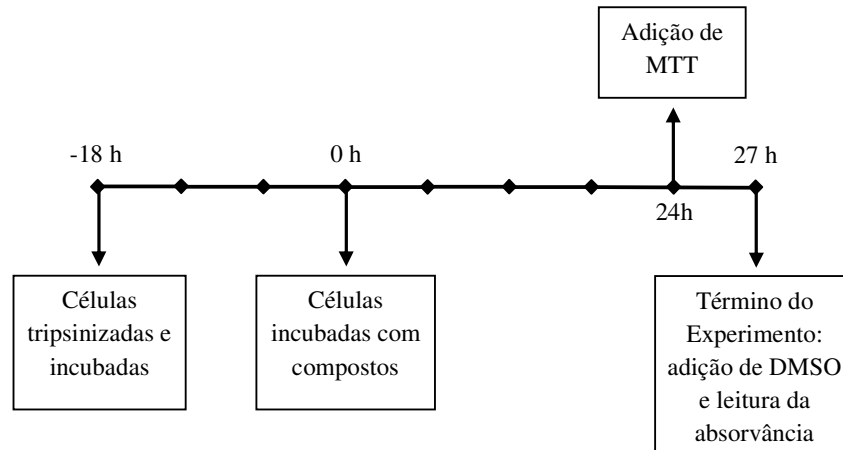 Adição de
MTT
-18 h
0 h
27 h
24h
Células
tripsinizadas e
incubadas
Células
incubadas com
compostos
Término do
Experimento:
adição de DMSO
e leitura da
absorvância